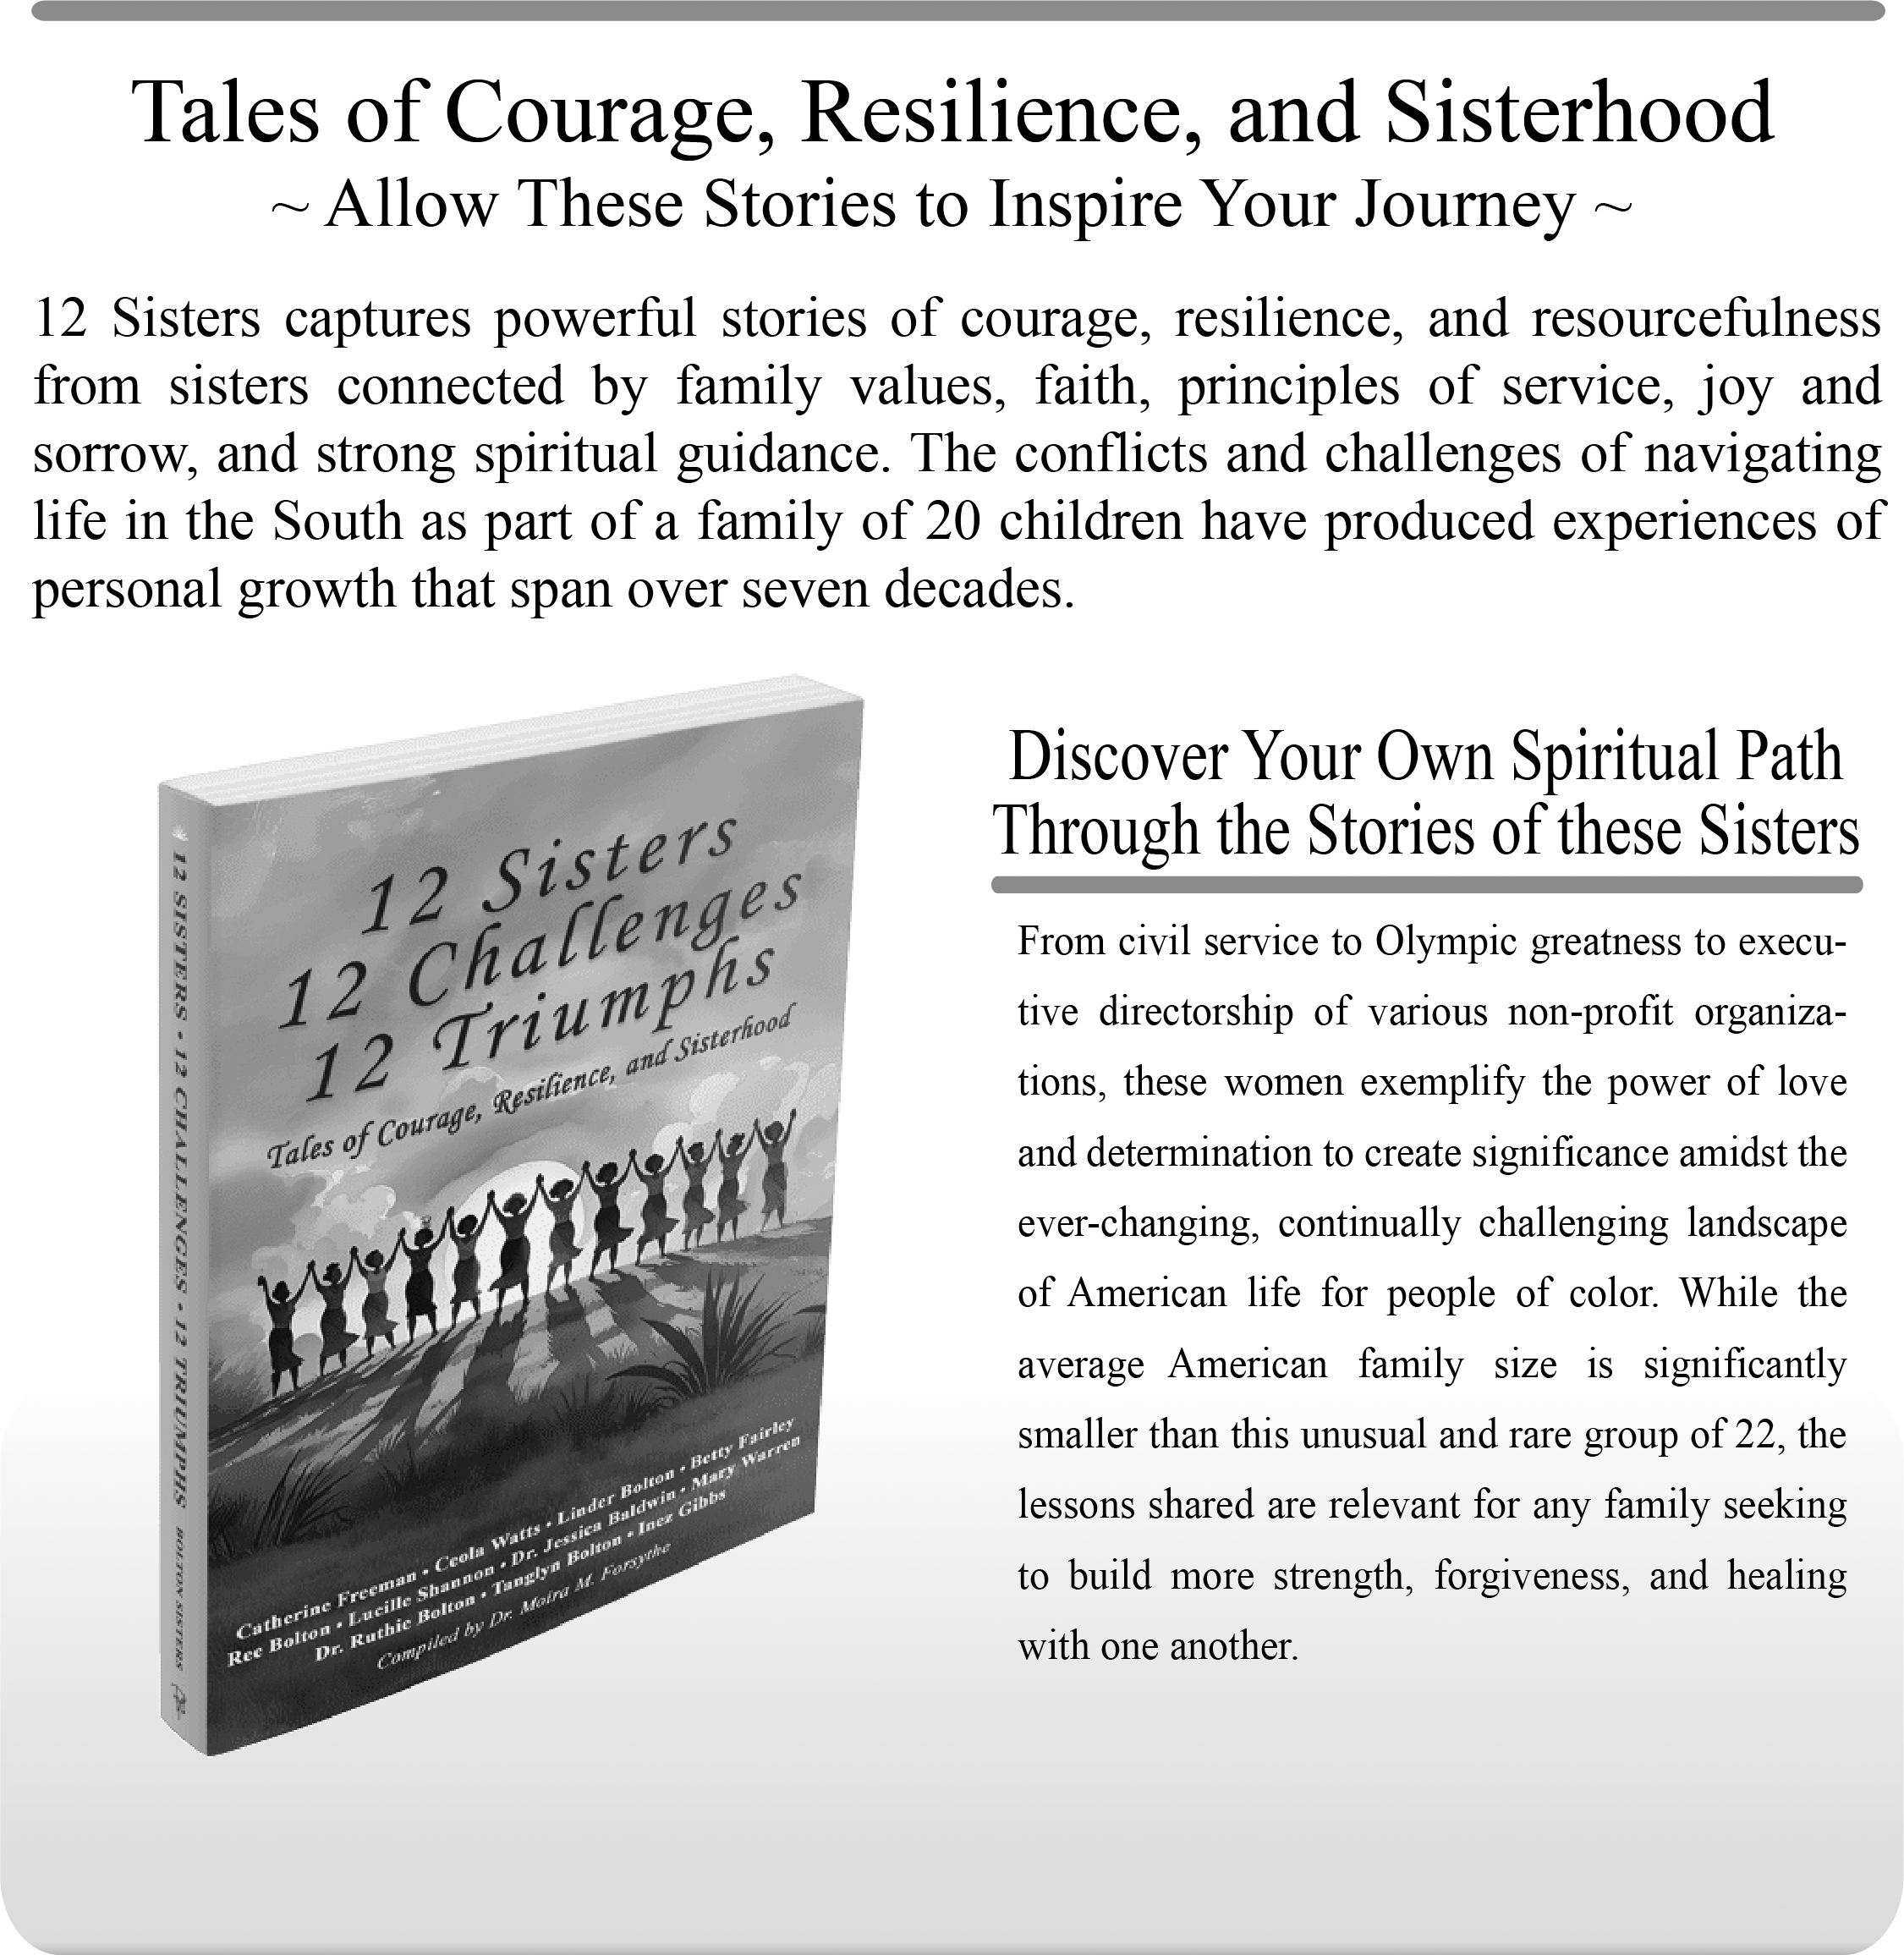 Tales of Courage, Resilience, and Sisterhood
~ Allow These Stories to Inspire Your Journey ~
12 Sisters captures powerful stories of courage, resilience, and resourcefulness
from sisters connected by family values, faith, principles of service, joy and
sorrow, and strong spiritual guidance. The conflicts and challenges of navigating
life in the South as part of a family of 20 children have produced experiences of
personal growth that span over seven decades.
12 SISTERS • 12 CHALLENGES • 12 TRIUMPHS BOLTON SISTERS
12 Sisters
12 Challenges
12 Triumphs
Tales of Courage, Resilience, and Sisterhood
Catherine Freeman • Ceola Watts • Linder Bolton • Betty Fairley
Ree Bolton • Lucille Shannon • Dr. Jessica Baldwin • Mary Warren
Dr. Ruthie Bolton • Tanglyn Bolton • Inez Gibbs
Compiled by Dr. Moira M. Forsythe
Discover Your Own Spiritual Path
Through the Stories of these Sisters
From civil service to Olympic greatness to execu-
tive directorship of various non-profit organiza-
tions, these women exemplify the power of love
and determination to create significance amidst the
ever-changing, continually challenging landscape
of American life for people of color. While the
average American family size is significantly
smaller than this unusual and rare group of 22, the
lessons shared are relevant for any family seeking
to build more strength, forgiveness, and healing
with one another.